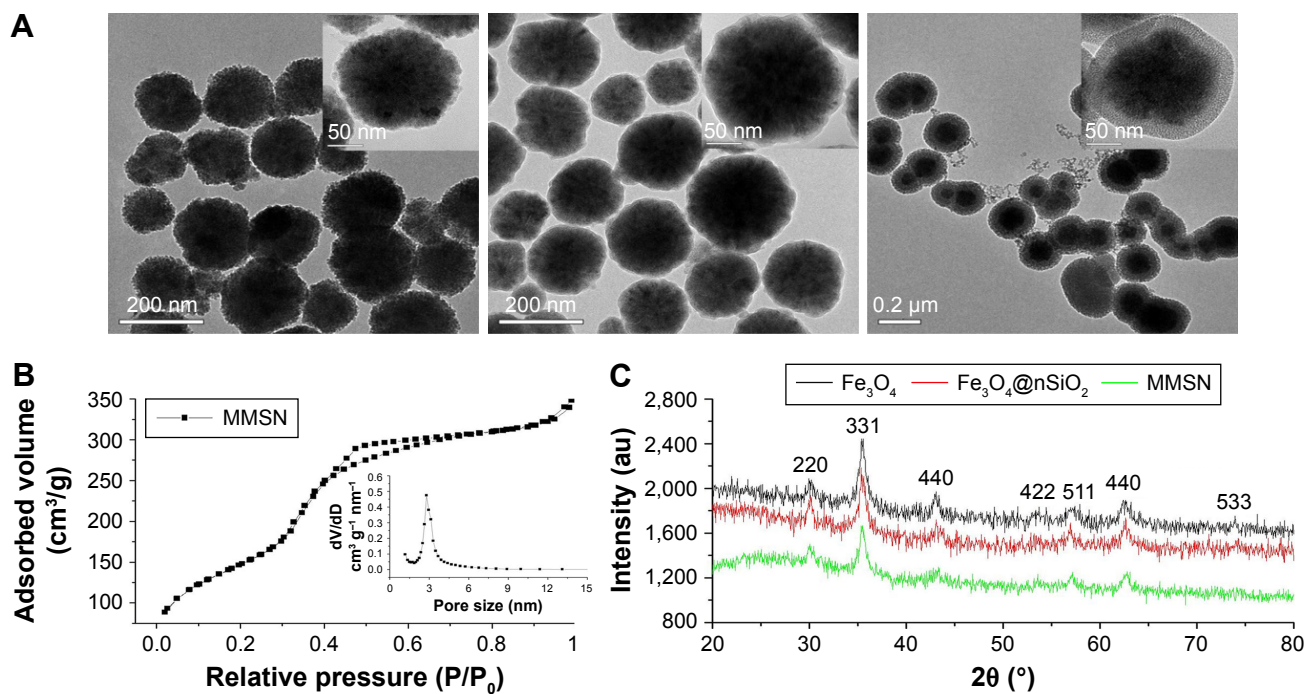 A
50 nm
200 nm
50 nm
200 nm
50 nm
0.2 µm
B
Adsorbed volume
(cm³/g)
350
300
250
200
150
100
MMSN
dV/dD
cm³ g⁻¹ nm⁻¹
0.6
0.5
0.4
0.3
0.2
0.1
0.0
0 3 6 9 12 15
Pore size (nm)
0.0 0.2 0.4 0.6 0.8 1
Relative pressure (P/P₀)
C
Fe₃O₄ Fe₃O₄@nSiO₂ MMSN
Intensity (au)
2,800
2,400
2,000
1,600
1,200
800
220
331
440
422
511
440
533
20 30 40 50 60 70 80
2θ (°)